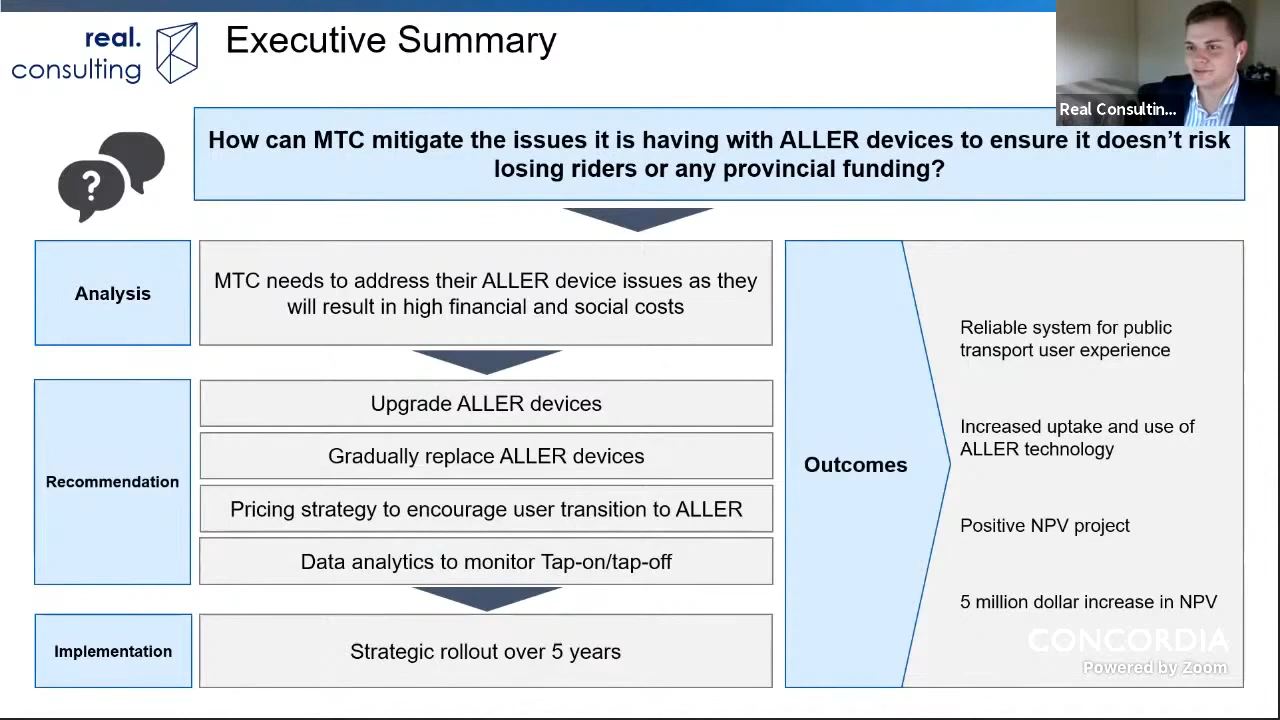 real.
consulting
Executive Summary
Real Consultin...
How can MTC mitigate the issues it is having with ALLER devices to ensure it doesn't risk
losing riders or any provincial funding?
?
Analysis
MTC needs to address their ALLER device issues as they
will result in high financial and social costs
Recommendation
Upgrade ALLER devices
Gradually replace ALLER devices
Pricing strategy to encourage user transition to ALLER
Data analytics to monitor Tap-on/tap-off
Implementation
Strategic rollout over 5 years
Outcomes
Reliable system for public
transport user experience
Increased uptake and use of
ALLER technology
Positive NPV project
5 million dollar increase in NPV
CONCORDIA
Powered by Zoom